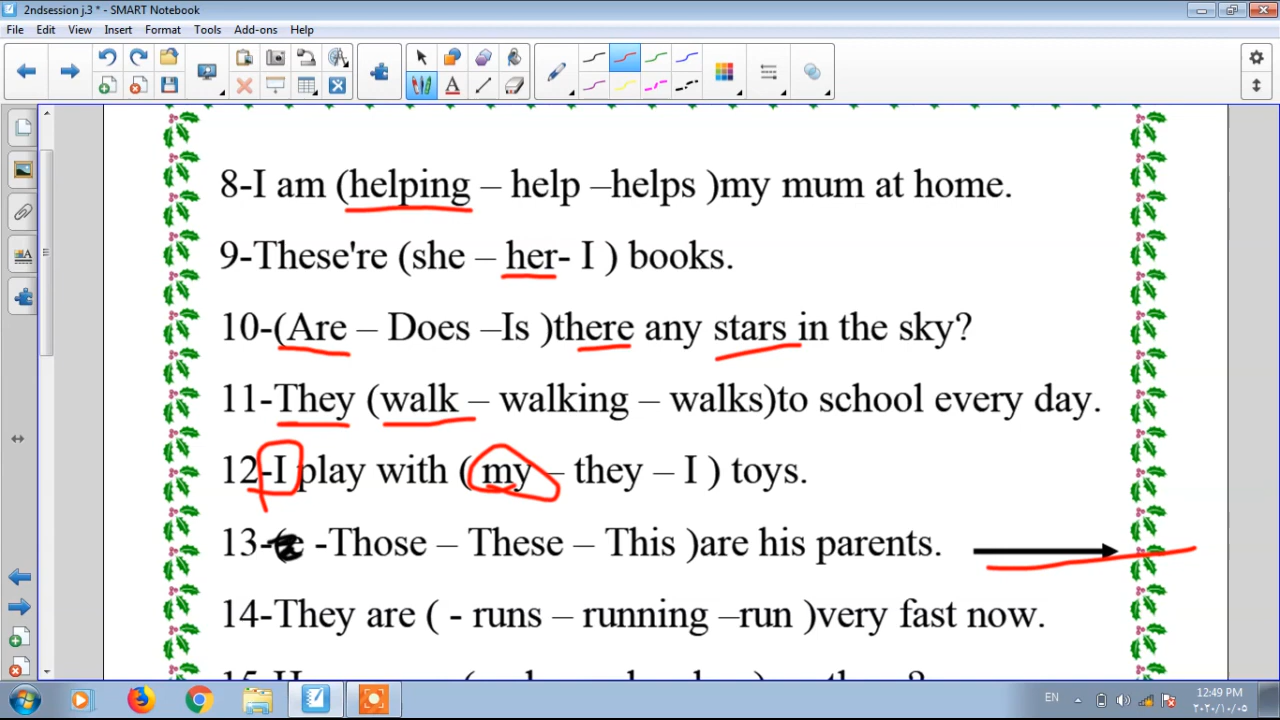 2ndsession j.3 * - SMART Notebook
File Edit View Insert Format Tools Add-ons Help
8-I am (helping – help –helps )my mum at home.
9-These're (she – her- I ) books.
10-(Are – Does –Is )there any stars in the sky?
11-They (walk – walking – walks)to school every day.
12-I play with ( my – they – I ) toys.
13- -Those – These – This )are his parents.
14-They are ( - runs – running –run )very fast now.
EN
12:49 PM
٢٠٢٠/١٠/٠٥